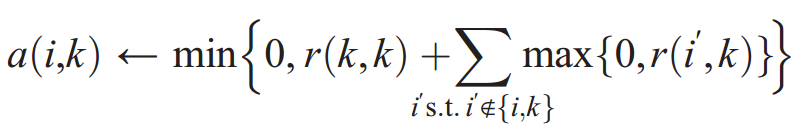 a(i,k) ← min{0, r(k,k) + ∑ max{0,r(i′,k)}}
i′s.t. i′∉{i,k}